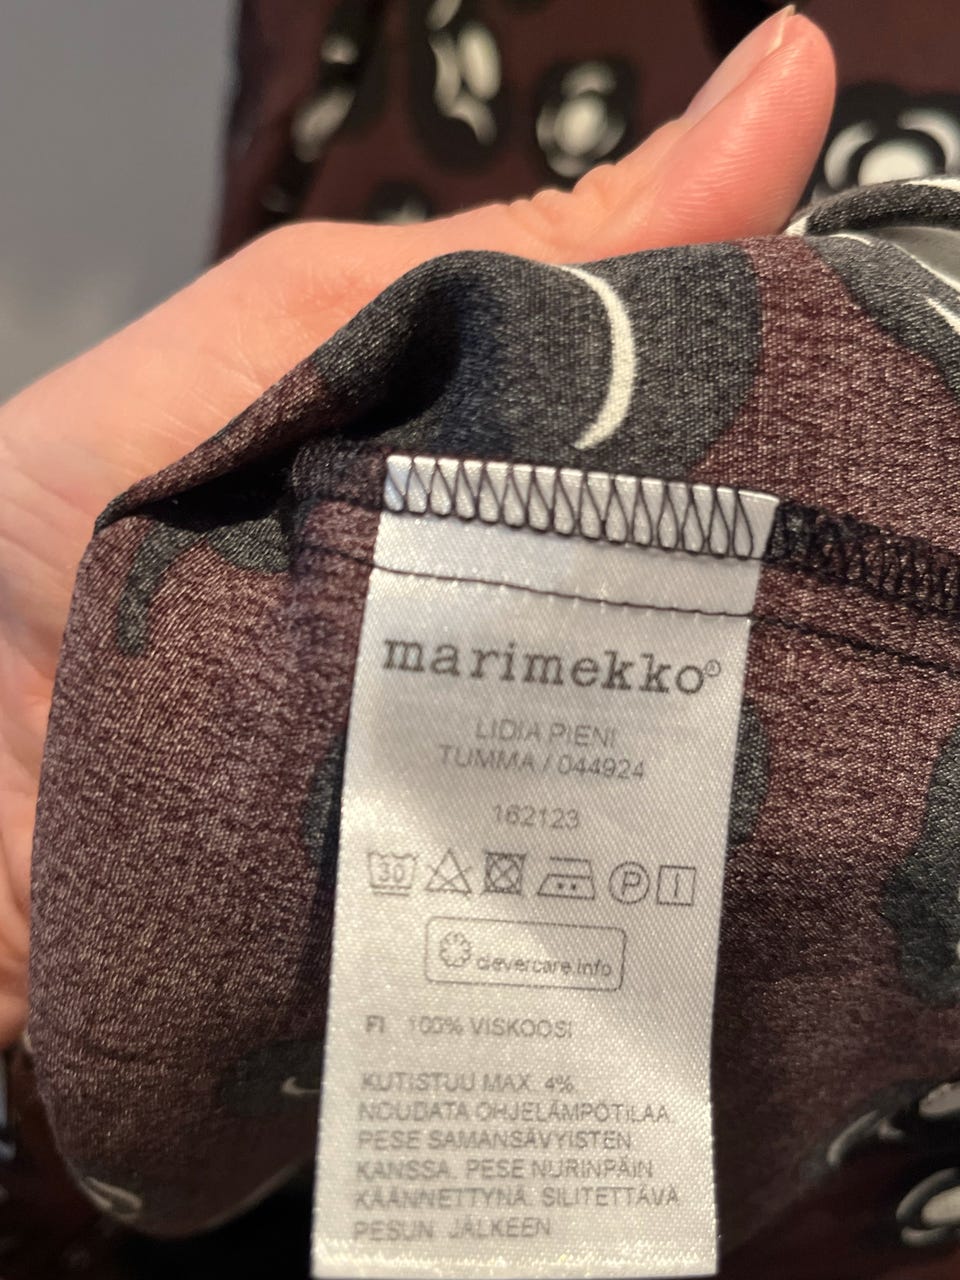 marimekko®
LIDIA PIENI
TUMMA / 044924
162123
30 P
clevercare.info
FI 100% VISKOOSI
KUTISTUU MAX. 4%.
NOUDATA OHJELÄMPÖTILAA.
PESE SAMANSÄVYISTEN
KANSSA. PESE NURINPÄIN
KÄÄNNETTYNÄ. SILITETTÄVÄ
PESUN JÄLKEEN